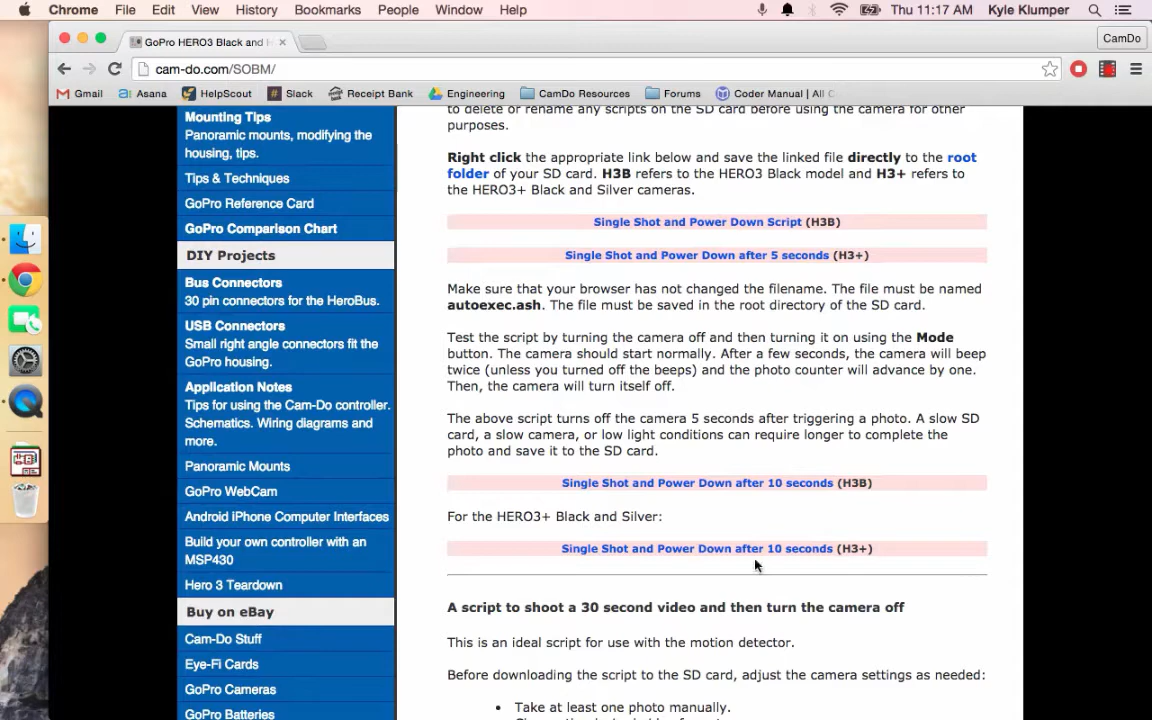 Chrome File Edit View History Bookmarks People Window Help Thu 11:17 AM Kyle Klumper
GoPro HERO3 Black and CamDo
cam-do.com/SOBM/
Gmail Asana HelpScout Slack Receipt Bank Engineering CamDo Resources Forums Coder Manual | All
Mounting Tips
Panoramic mounts, modifying the
housing, tips.
Tips & Techniques
GoPro Reference Card
GoPro Comparison Chart
DIY Projects
Bus Connectors
30 pin connectors for the HeroBus.
USB Connectors
Small right angle connectors fit the
GoPro housing.
Application Notes
Tips for using the Cam-Do controller.
Schematics. Wiring diagrams and
more.
Panoramic Mounts
GoPro WebCam
Android iPhone Computer Interfaces
Build your own controller with an
MSP430
Hero 3 Teardown
Buy on eBay
Cam-Do Stuff
Eye-Fi Cards
GoPro Cameras
GoPro Batteries
to delete or rename any scripts on the SD card before using the camera for other
purposes.
Right click the appropriate link below and save the linked file directly to the root
folder of your SD card. H3B refers to the HERO3 Black model and H3+ refers to
the HERO3+ Black and Silver cameras.
Single Shot and Power Down Script (H3B)
Single Shot and Power Down after 5 seconds (H3+)
Make sure that your browser has not changed the filename. The file must be named
autoexec.ash. The file must be saved in the root directory of the SD card.
Test the script by turning the camera off and then turning it on using the Mode
button. The camera should start normally. After a few seconds, the camera will beep
twice (unless you turned off the beeps) and the photo counter will advance by one.
Then, the camera will turn itself off.
The above script turns off the camera 5 seconds after triggering a photo. A slow SD
card, a slow camera, or low light conditions can require longer to complete the
photo and save it to the SD card.
Single Shot and Power Down after 10 seconds (H3B)
For the HERO3+ Black and Silver:
Single Shot and Power Down after 10 seconds (H3+)
A script to shoot a 30 second video and then turn the camera off
This is an ideal script for use with the motion detector.
Before downloading the script to the SD card, adjust the camera settings as needed:
• Take at least one photo manually.